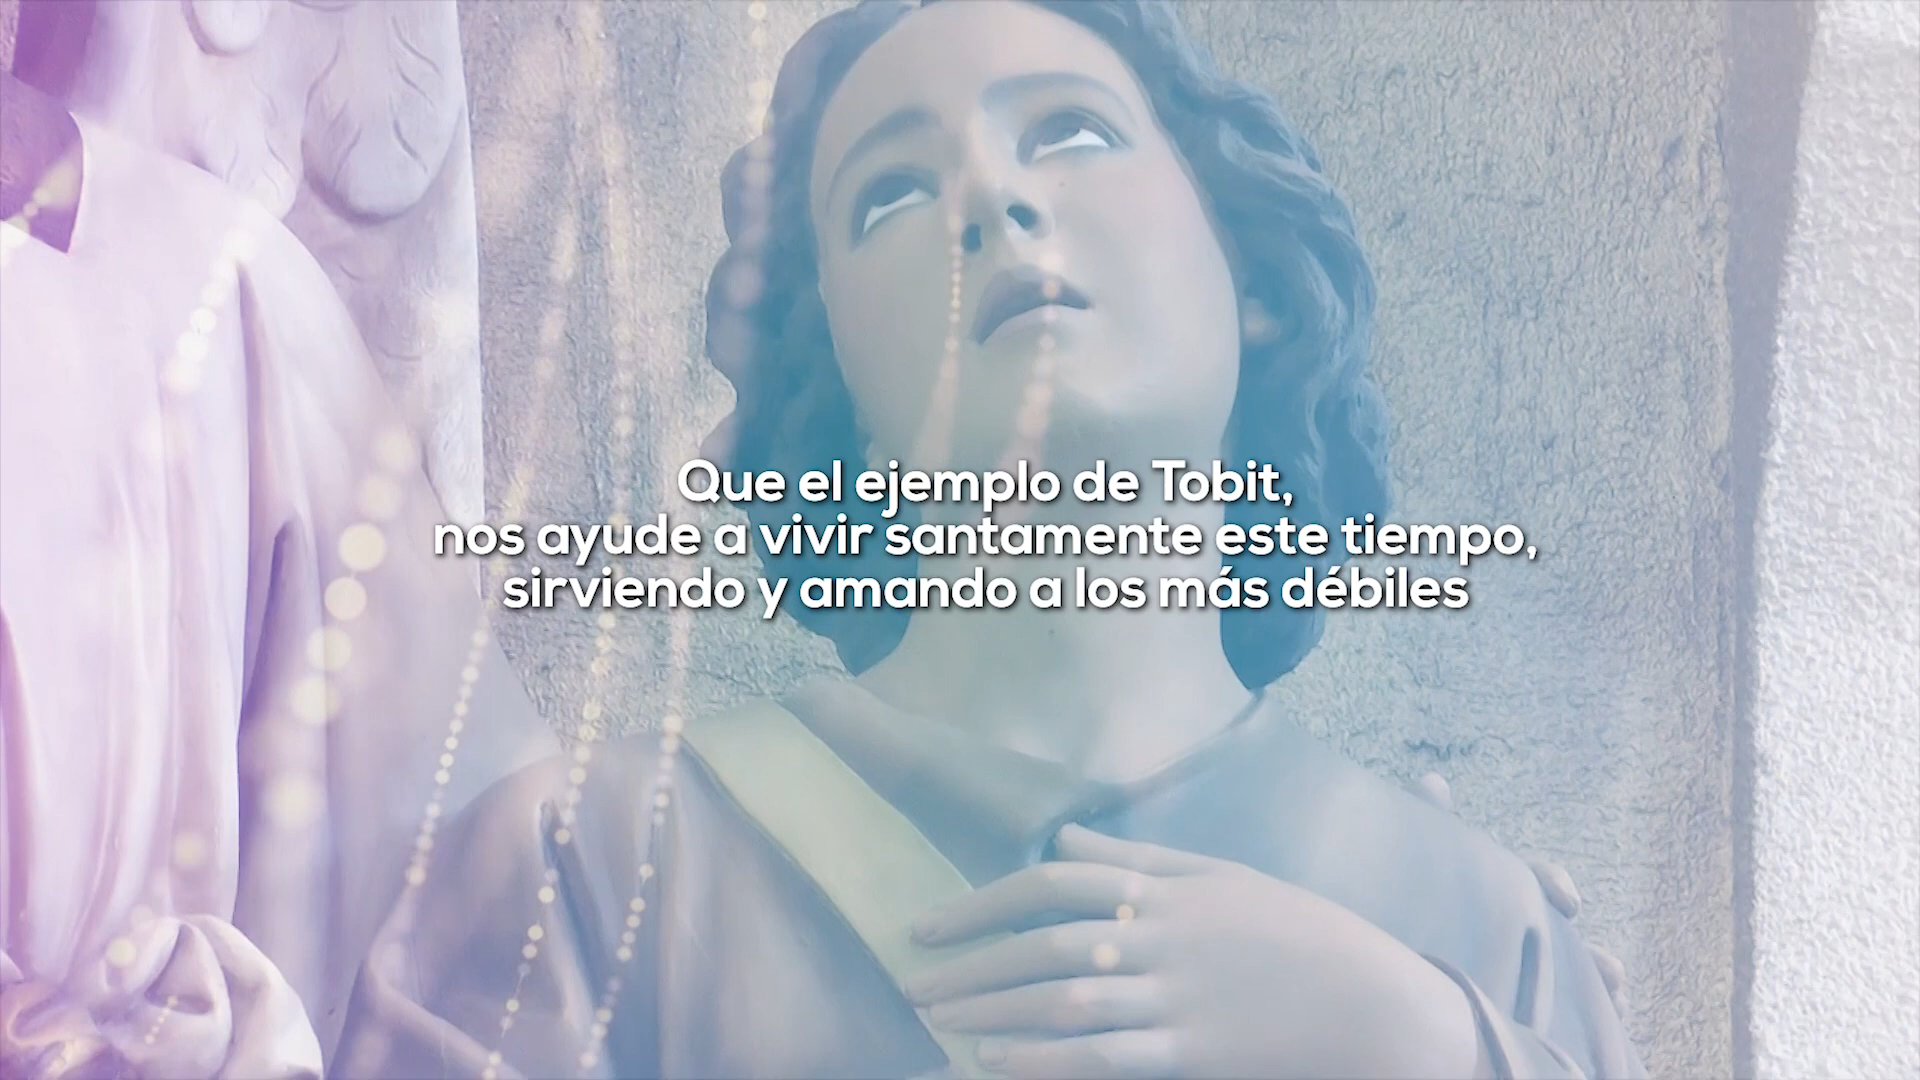 Que el ejemplo de Tobit,
nos ayude a vivir santamente este tiempo,
sirviendo y amando a los más débiles